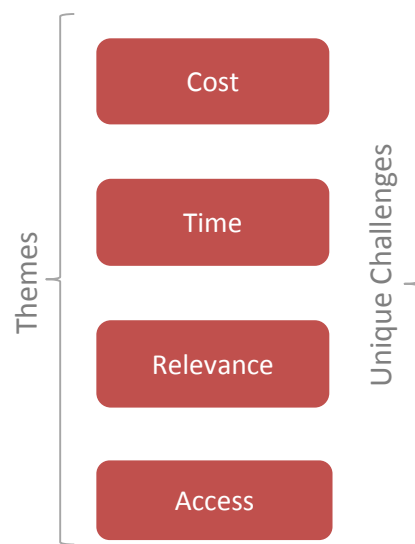 Themes
Cost
Time
Relevance
Access
Unique Challenges